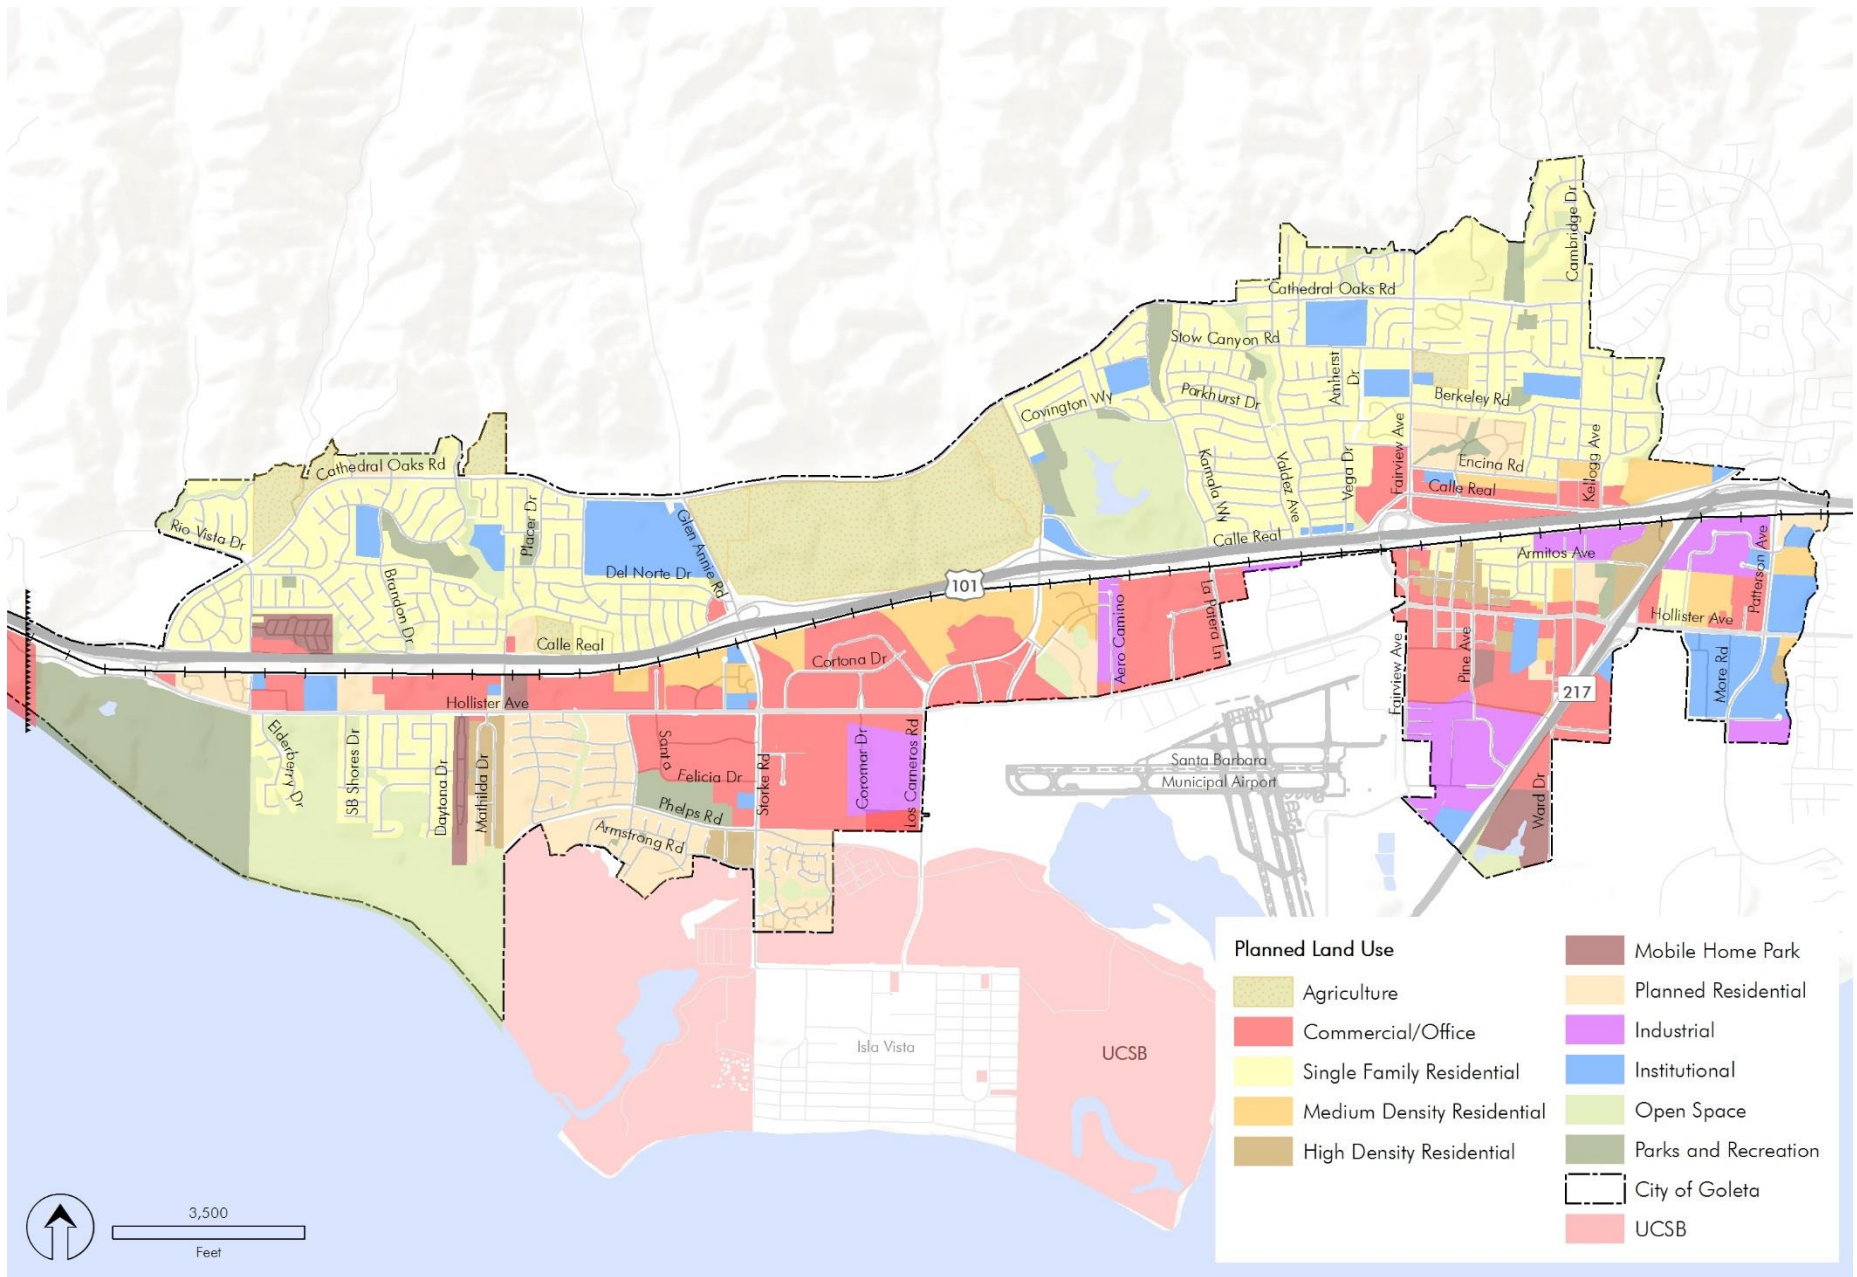 Cambridge Dr
Cathedral Oaks Rd
Stow Canyon Rd
Amherst
Dr
Parkhurst Dr
Berkeley Rd
Covington Wy
Fairview Ave
Kellogg Ave
Encina Rd
Cathedral Oaks Rd
Kamala Wy
Valdez Ave
Vega Dr
Calle Real
Rio Vista Dr
Placer Dr
Glen Annie Rd
Calle Real
Armitos Ave
Patterson Ave
Del Norte Dr
101
Brandon Dr
Aero Camino
La Patera Ln
Hollister Ave
Calle Real
Cortona Dr
Fairview Ave
Pine Ave
More Rd
217
Hollister Ave
Elderberry Dr
SB Shores Dr
Daytona Dr
Mathilda Dr
Santa
Felicia Dr
Storke Rd
Coromar Dr
Los Carneros Rd
Santa Barbara
Municipal Airport
Ward Dr
Phelps Rd
Armstrong Rd
Isla Vista
UCSB
Planned Land Use
Agriculture
Commercial/Office
Single Family Residential
Medium Density Residential
High Density Residential
Mobile Home Park
Planned Residential
Industrial
Institutional
Open Space
Parks and Recreation
City of Goleta
UCSB
3,500
Feet